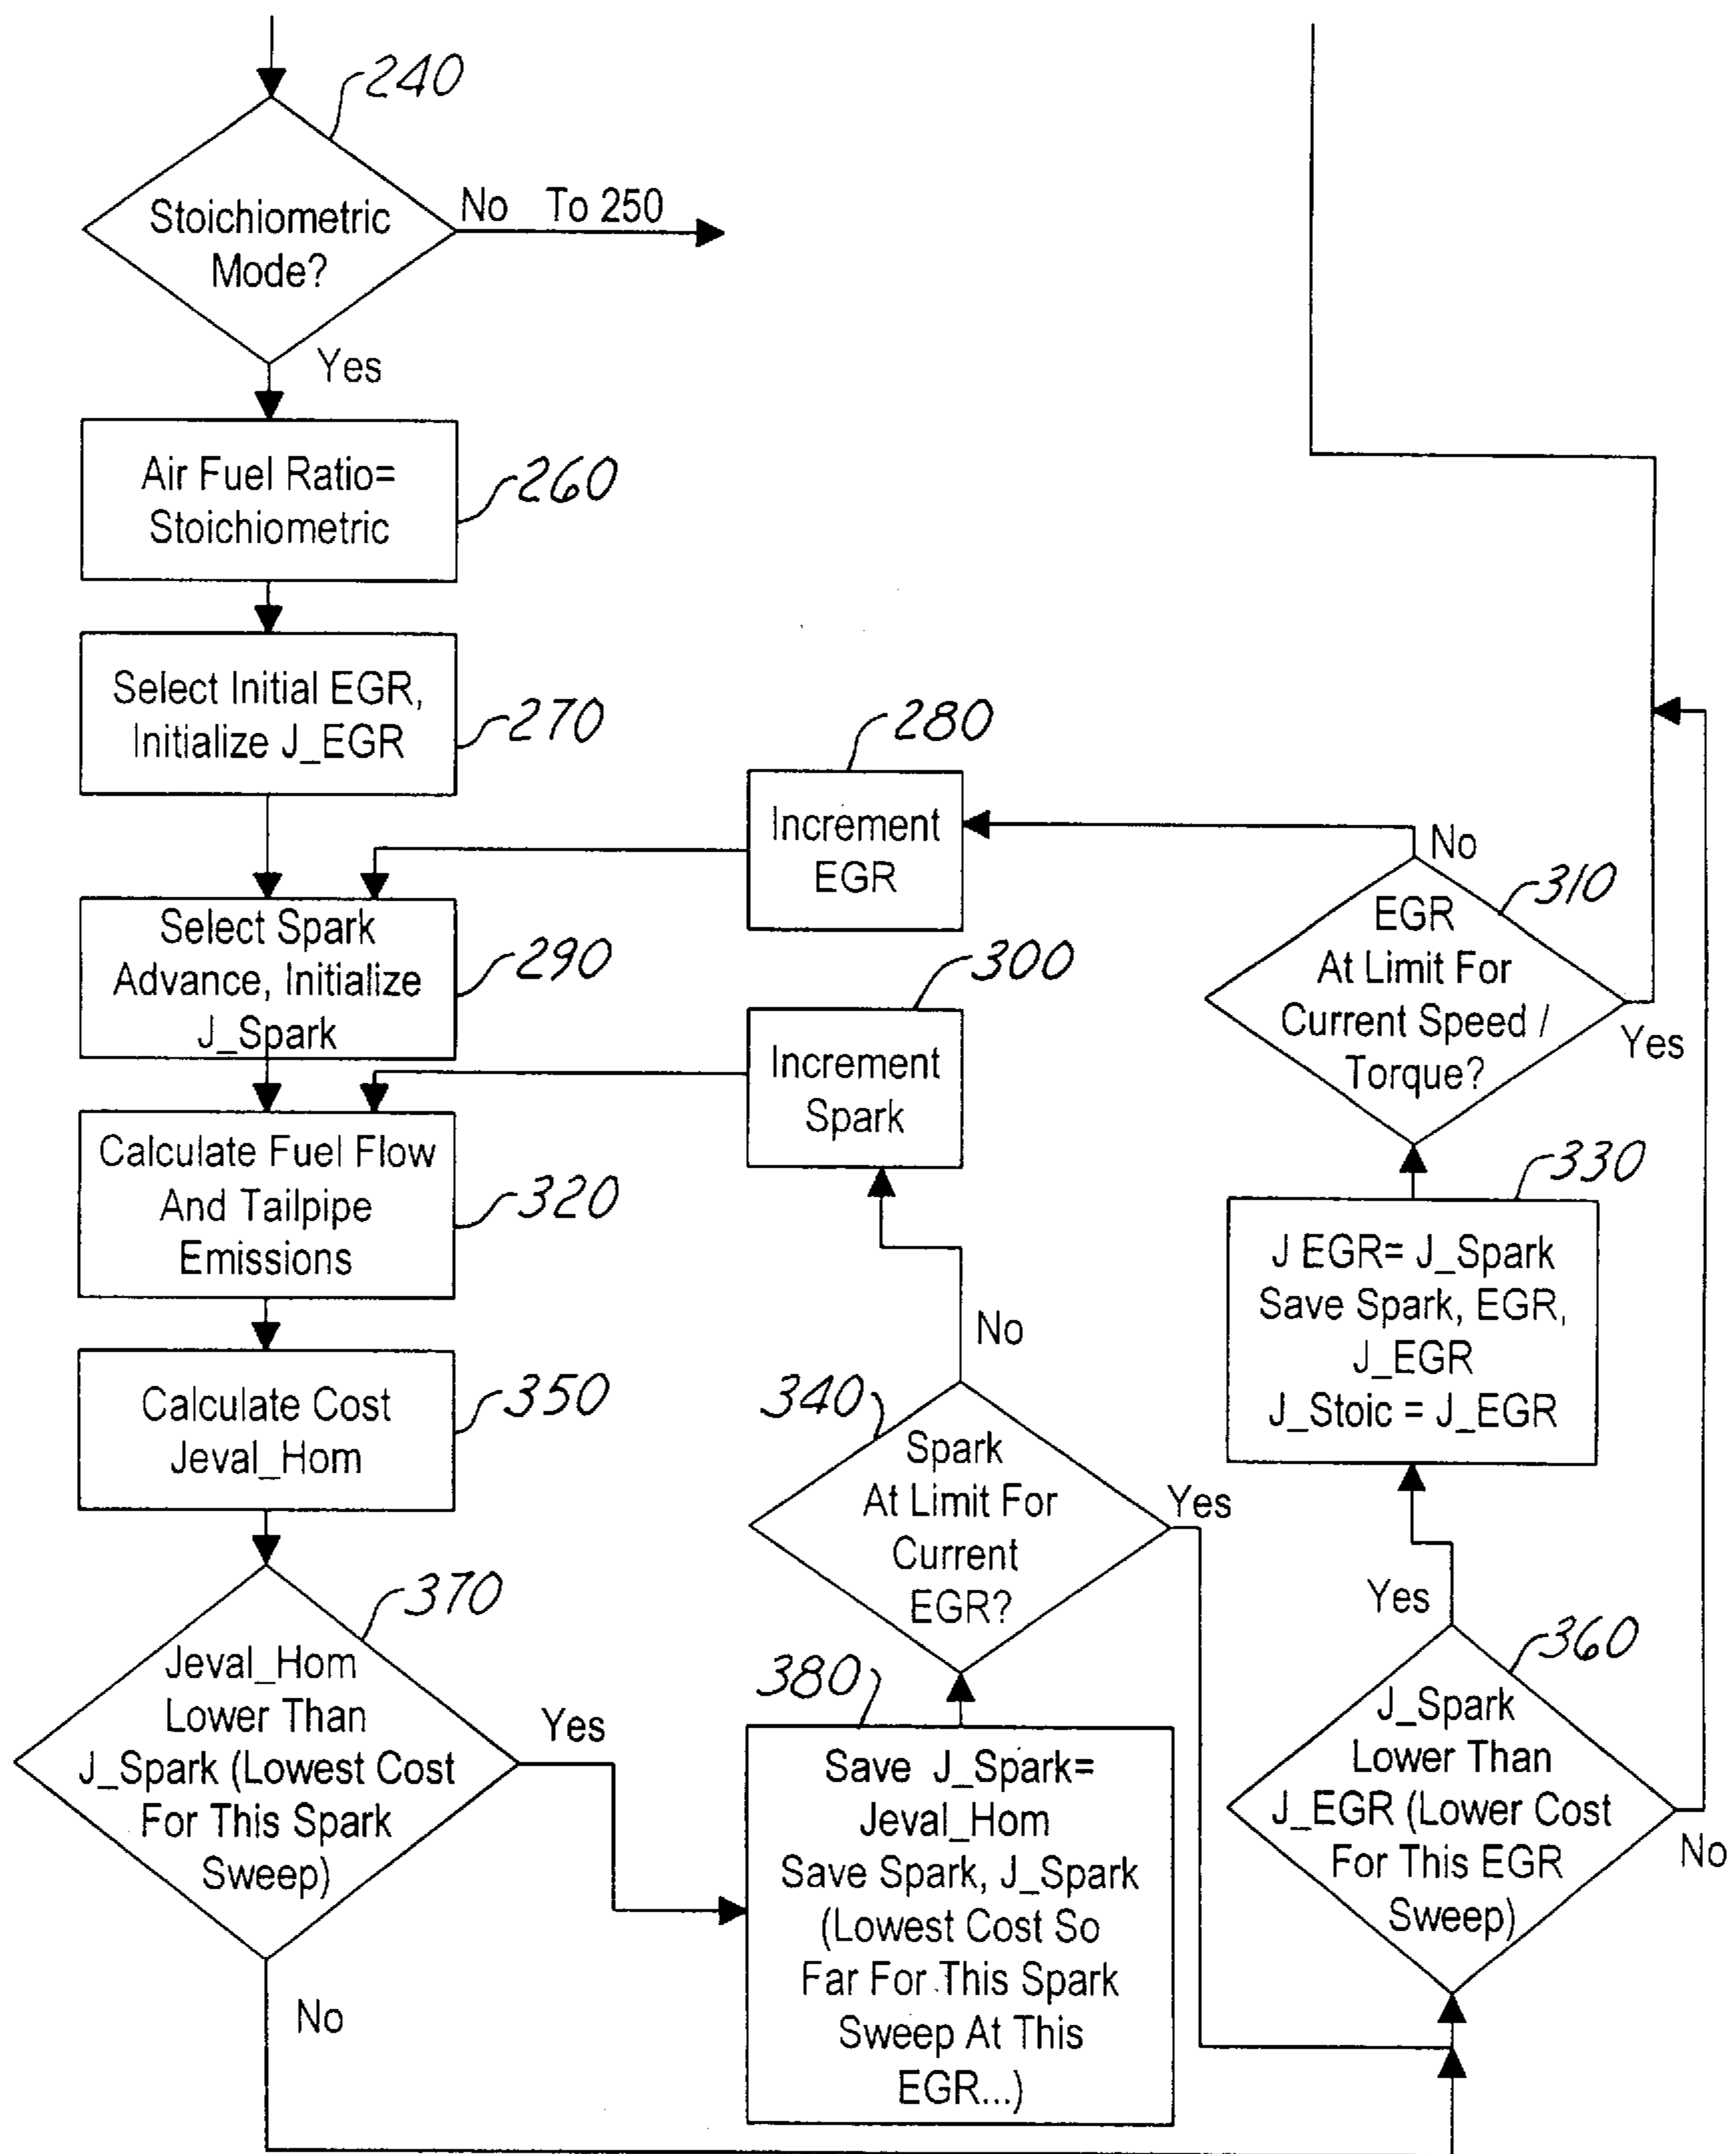 240
Stoichiometric
Mode?
No To 250
Yes
Air Fuel Ratio=
Stoichiometric
260
Select Initial EGR,
Initialize J_EGR
270
280
Increment
EGR
Select Spark
Advance, Initialize
J_Spark
290
300
Increment
Spark
No
310
EGR
At Limit For
Current Speed /
Torque?
Yes
Calculate Fuel Flow
And Tailpipe
Emissions
320
330
J EGR= J_Spark
Save Spark, EGR,
J_EGR
J_Stoic = J_EGR
Calculate Cost
Jeval_Hom
350
No
340
Spark
At Limit For
Current
EGR?
Yes
370
Jeval_Hom
Lower Than
J_Spark (Lowest Cost
For This Spark
Sweep)
Yes
No
380
Save J_Spark=
Jeval_Hom
Save Spark, J_Spark
(Lowest Cost So
Far For This Spark
Sweep At This
EGR...)
Yes
360
J_Spark
Lower Than
J_EGR (Lower Cost
For This EGR
Sweep)
No